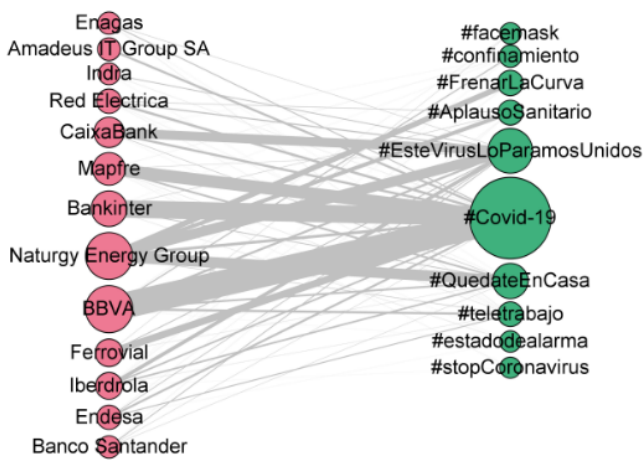 Enagas
Amadeus IT Group SA
Indra
Red Electrica
CaixaBank
Mapfre
Bankinter
Naturgy Energy Group
BBVA
Ferrovial
Iberdrola
Endesa
Banco Santander
#facemask
#confinamiento
#FrenarLaCurva
#AplausoSanitario
#EsteVirusLoParamosUnidos
#Covid-19
#QuedateEnCasa
#teletrabajo
#estadodealarma
#stopCoronavirus